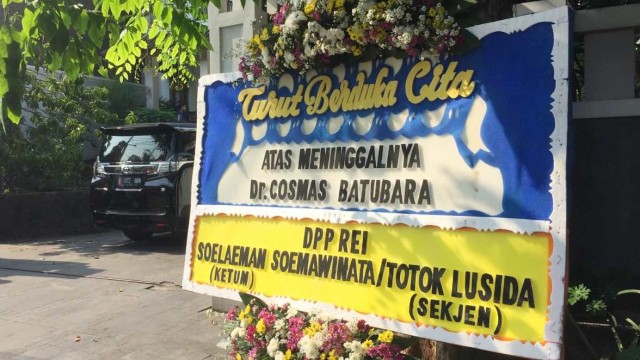 Turut Berduka Cita
ATAS MENINGGALNYA
Dr. COSMAS BATUBARA
DPP REI
SOELAEMAN SOEMAWINATA/TOTOK LUSIDA
(KETUM) (SEKJEN)